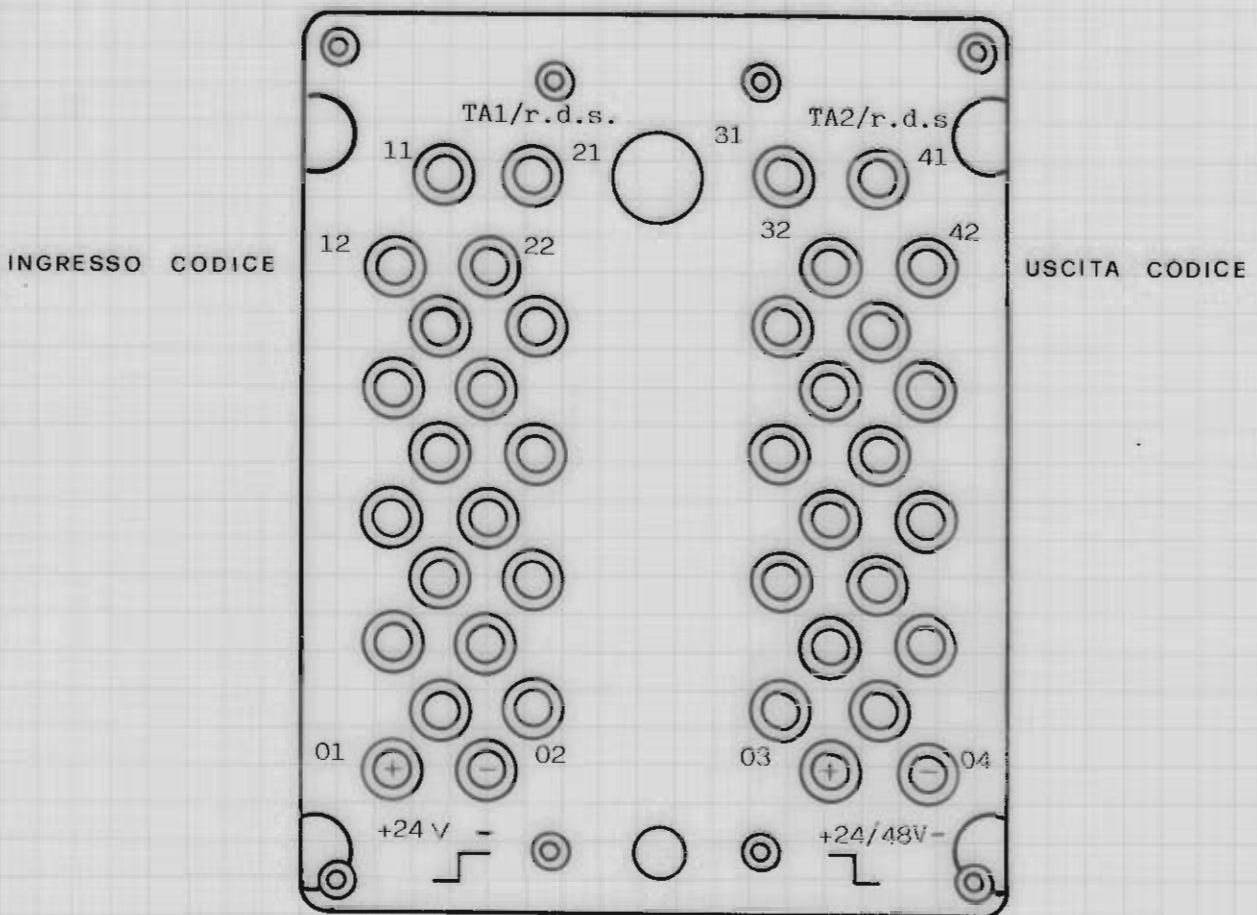 TA1/r.d.s.
TA2/r.d.s
11 21 31 41
12 22 32 42
INGRESSO CODICE
USCITA CODICE
01 + - 02 03 + - 04
+24 V -
+24/48V-